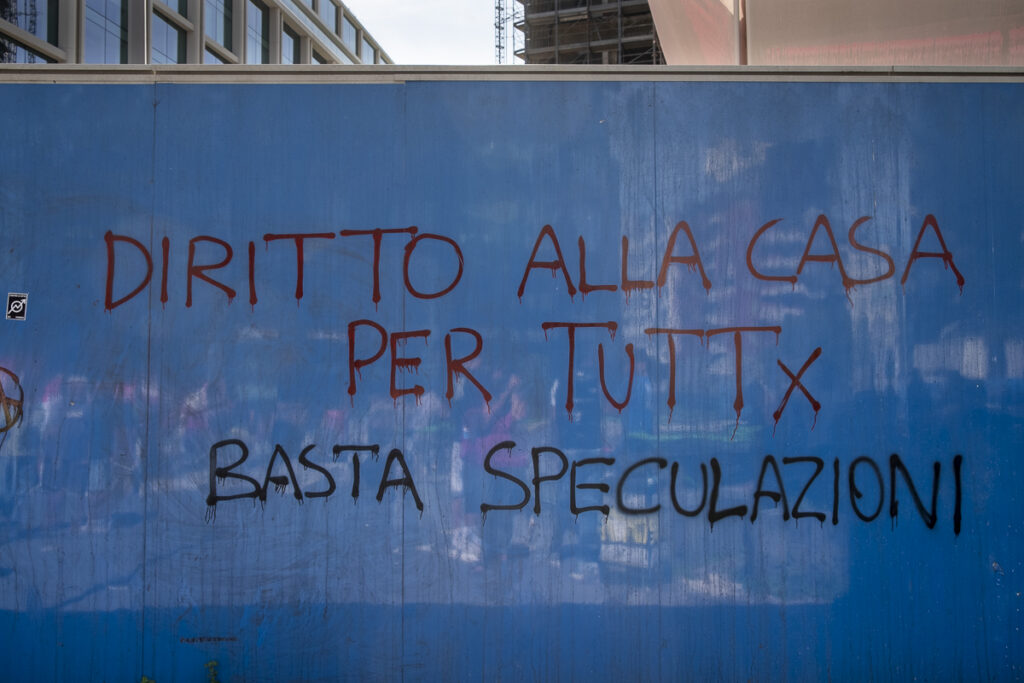 DIRITTO ALLA CASA
PER TUTTX
BASTA SPECULAZIONI